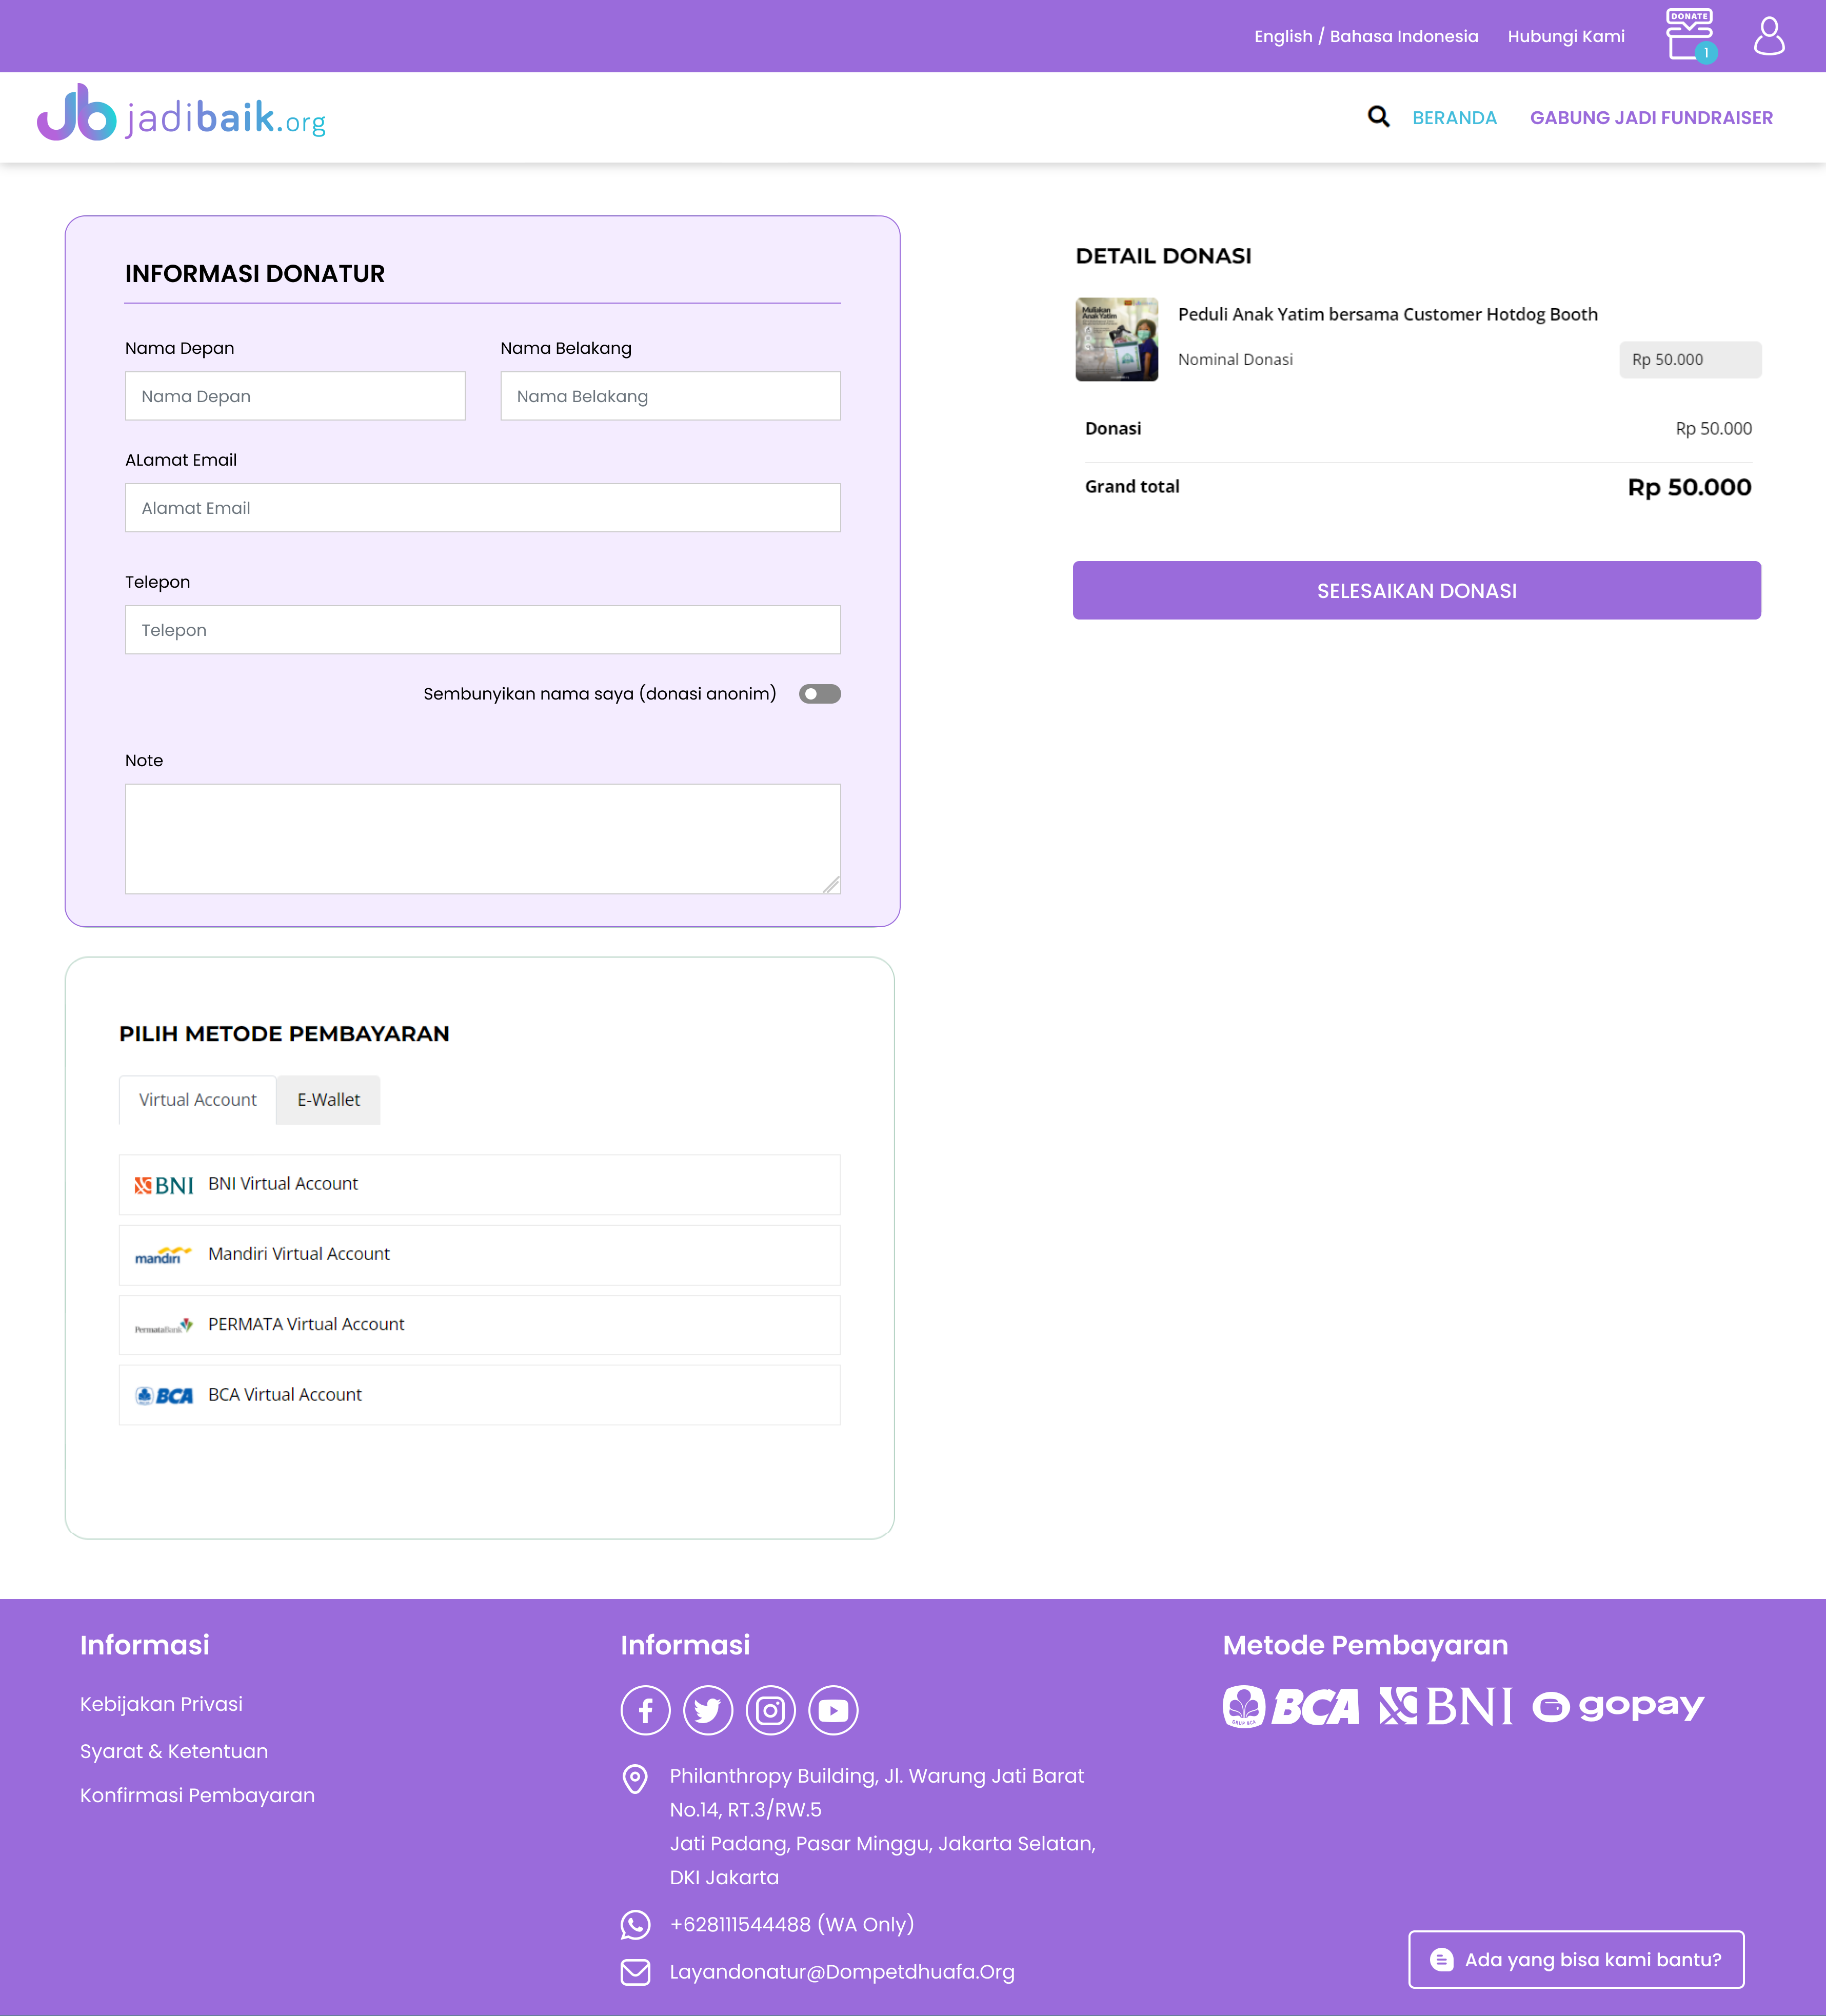 English / Bahasa Indonesia
Hubungi Kami
DONATE
1
jadibaik.org
BERANDA
GABUNG JADI FUNDRAISER
INFORMASI DONATUR
Nama Depan
Nama Belakang
Nama Depan
Nama Belakang
ALamat Email
Alamat Email
Telepon
Telepon
Sembunyikan nama saya (donasi anonim)
Note
DETAIL DONASI
Muliakan
Anak Yatim
Peduli Anak Yatim bersama Customer Hotdog Booth
Nominal Donasi
Rp 50.000
Donasi
Rp 50.000
Grand total
Rp 50.000
SELESAIKAN DONASI
PILIH METODE PEMBAYARAN
Virtual Account
E-Wallet
BNI
BNI Virtual Account
mandiri
Mandiri Virtual Account
PermataBank
PERMATA Virtual Account
BCA
BCA Virtual Account
Informasi
Kebijakan Privasi
Syarat & Ketentuan
Konfirmasi Pembayaran
Informasi
Philanthropy Building, Jl. Warung Jati Barat
No.14, RT.3/RW.5
Jati Padang, Pasar Minggu, Jakarta Selatan,
DKI Jakarta
+628111544488 (WA Only)
Layandonatur@Dompetdhuafa.Org
Metode Pembayaran
BCA
BNI
gopay
Ada yang bisa kami bantu?